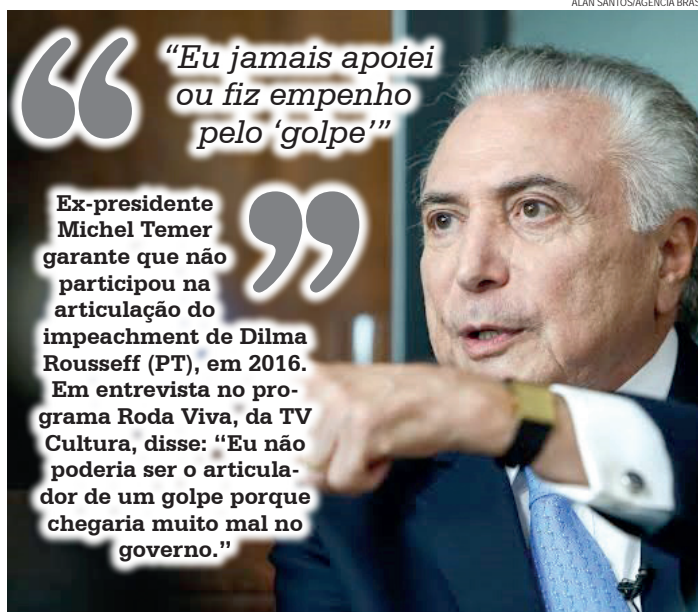 ALAN SANTOS/AGÊNCIA BRAS
“Eu jamais apoiei
ou fiz empenho
pelo ‘golpe’”
Ex-presidente
Michel Temer
garante que não
participou na
articulação do
impeachment de Dilma
Rousseff (PT), em 2016.
Em entrevista no pro-
grama Roda Viva, da TV
Cultura, disse: “Eu não
poderia ser o articula-
dor de um golpe porque
chegaria muito mal no
governo.”